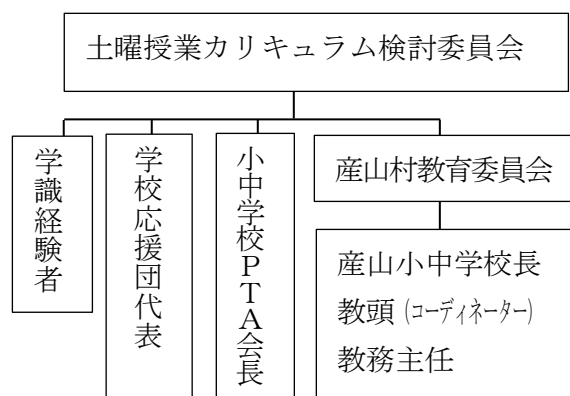 土曜授業カリキュラム検討委員会
学識経験者
学校応援団代表
小中学校PTA会長
産山村教育委員会
産山小中学校長
教頭(コーディネーター)
教務主任